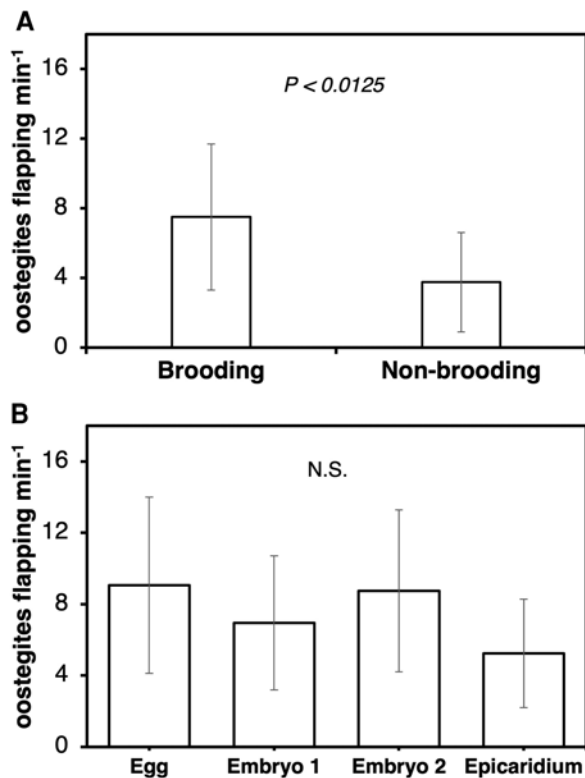 A
oostegites flapping min⁻¹
16
12
8
4
0
P < 0.0125
Brooding Non-brooding
B
oostegites flapping min⁻¹
16
12
8
4
0
N.S.
Egg Embryo 1 Embryo 2 Epicaridium